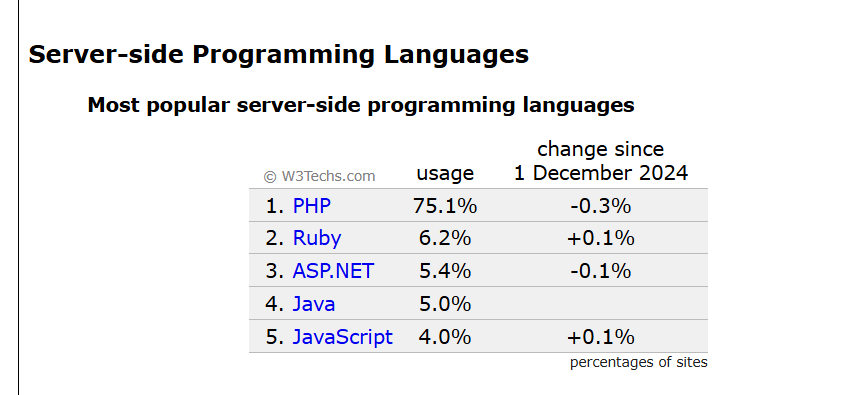 Server-side Programming Languages
Most popular server-side programming languages
© W3Techs.com usage change since 1 December 2024
1. PHP 75.1% -0.3%
2. Ruby 6.2% +0.1%
3. ASP.NET 5.4% -0.1%
4. Java 5.0%
5. JavaScript 4.0% +0.1%
percentages of sites